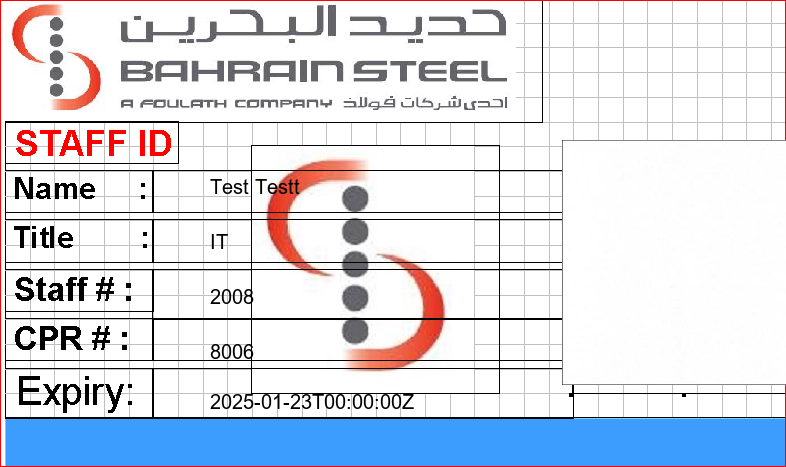 حديد البحرين
BAHRAIN STEEL
A FOULATH COMPANY احدى شركات فولاذ
STAFF ID
Name : Test Testt
Title : IT
Staff # : 2008
CPR # : 8006
Expiry: 2025-01-23T00:00:00Z